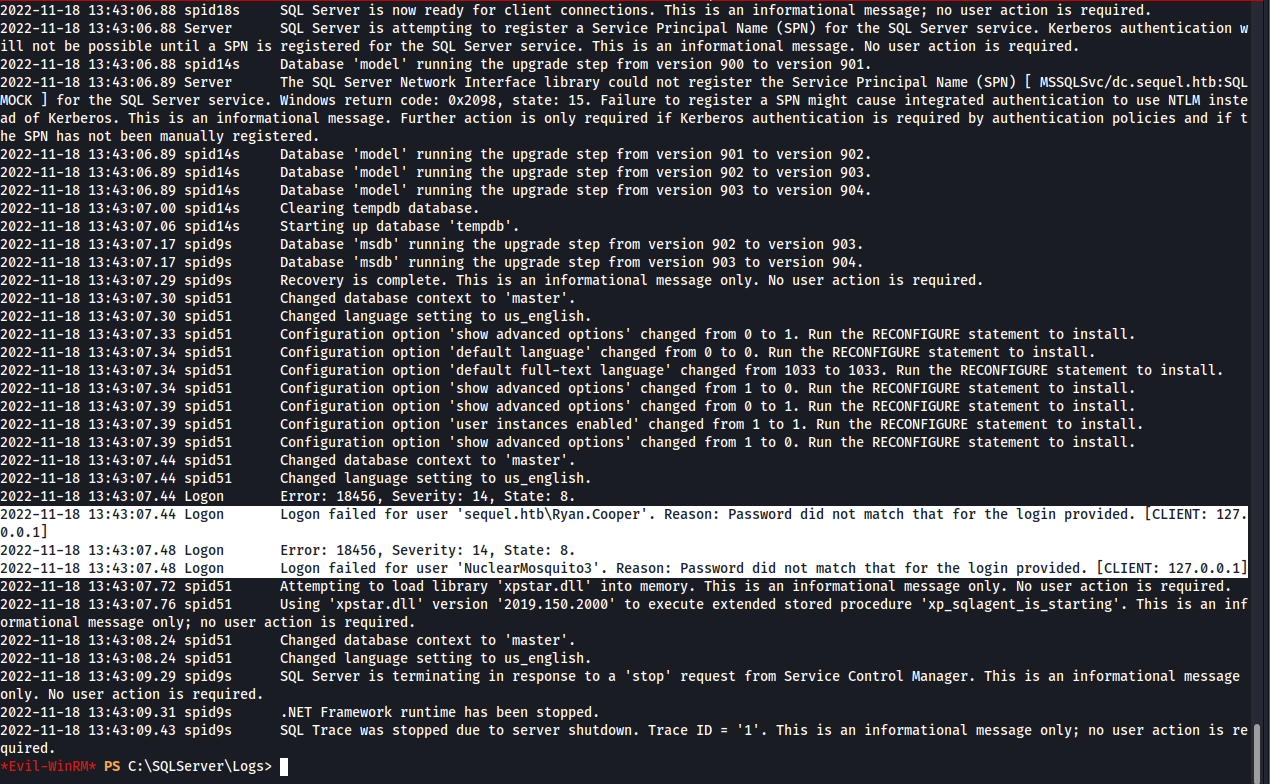 2022-11-18 13:43:06.88 spid18s     SQL Server is now ready for client connections. This is an informational message; no user action is required.
2022-11-18 13:43:06.88 Server      SQL Server is attempting to register a Service Principal Name (SPN) for the SQL Server service. Kerberos authentication w
ill not be possible until a SPN is registered for the SQL Server service. This is an informational message. No user action is required.
2022-11-18 13:43:06.88 spid14s     Database 'model' running the upgrade step from version 900 to version 901.
2022-11-18 13:43:06.89 Server      The SQL Server Network Interface library could not register the Service Principal Name (SPN) [ MSSQLSvc/dc.sequel.htb:SQL
MOCK ] for the SQL Server service. Windows return code: 0x2098, state: 15. Failure to register a SPN might cause integrated authentication to use NTLM inste
ad of Kerberos. This is an informational message. Further action is only required if Kerberos authentication is required by authentication policies and if t
he SPN has not been manually registered.
2022-11-18 13:43:06.89 spid14s     Database 'model' running the upgrade step from version 901 to version 902.
2022-11-18 13:43:06.89 spid14s     Database 'model' running the upgrade step from version 902 to version 903.
2022-11-18 13:43:06.89 spid14s     Database 'model' running the upgrade step from version 903 to version 904.
2022-11-18 13:43:07.00 spid14s     Clearing tempdb database.
2022-11-18 13:43:07.06 spid14s     Starting up database 'tempdb'.
2022-11-18 13:43:07.17 spid9s      Database 'msdb' running the upgrade step from version 902 to version 903.
2022-11-18 13:43:07.17 spid9s      Database 'msdb' running the upgrade step from version 903 to version 904.
2022-11-18 13:43:07.29 spid9s      Recovery is complete. This is an informational message only. No user action is required.
2022-11-18 13:43:07.30 spid51      Changed database context to 'master'.
2022-11-18 13:43:07.30 spid51      Changed language setting to us_english.
2022-11-18 13:43:07.33 spid51      Configuration option 'show advanced options' changed from 0 to 1. Run the RECONFIGURE statement to install.
2022-11-18 13:43:07.34 spid51      Configuration option 'default language' changed from 0 to 0. Run the RECONFIGURE statement to install.
2022-11-18 13:43:07.34 spid51      Configuration option 'default full-text language' changed from 1033 to 1033. Run the RECONFIGURE statement to install.
2022-11-18 13:43:07.34 spid51      Configuration option 'show advanced options' changed from 1 to 0. Run the RECONFIGURE statement to install.
2022-11-18 13:43:07.39 spid51      Configuration option 'show advanced options' changed from 0 to 1. Run the RECONFIGURE statement to install.
2022-11-18 13:43:07.39 spid51      Configuration option 'user instances enabled' changed from 1 to 1. Run the RECONFIGURE statement to install.
2022-11-18 13:43:07.39 spid51      Configuration option 'show advanced options' changed from 1 to 0. Run the RECONFIGURE statement to install.
2022-11-18 13:43:07.44 spid51      Changed database context to 'master'.
2022-11-18 13:43:07.44 spid51      Changed language setting to us_english.
2022-11-18 13:43:07.44 Logon       Error: 18456, Severity: 14, State: 8.
2022-11-18 13:43:07.44 Logon       Logon failed for user 'sequel.htb\Ryan.Cooper'. Reason: Password did not match that for the login provided. [CLIENT: 127.
0.0.1]
2022-11-18 13:43:07.48 Logon       Error: 18456, Severity: 14, State: 8.
2022-11-18 13:43:07.48 Logon       Logon failed for user 'NuclearMosquito3'. Reason: Password did not match that for the login provided. [CLIENT: 127.0.0.1]
2022-11-18 13:43:07.72 spid51      Attempting to load library 'xpstar.dll' into memory. This is an informational message only. No user action is required.
2022-11-18 13:43:07.76 spid51      Using 'xpstar.dll' version '2019.150.2000' to execute extended stored procedure 'xp_sqlagent_is_starting'. This is an inf
ormational message only; no user action is required.
2022-11-18 13:43:08.24 spid51      Changed database context to 'master'.
2022-11-18 13:43:08.24 spid51      Changed language setting to us_english.
2022-11-18 13:43:09.29 spid9s      SQL Server is terminating in response to a 'stop' request from Service Control Manager. This is an informational message
only. No user action is required.
2022-11-18 13:43:09.31 spid9s      .NET Framework runtime has been stopped.
2022-11-18 13:43:09.43 spid9s      SQL Trace was stopped due to server shutdown. Trace ID = '1'. This is an informational message only; no user action is re
quired.
*Evil-WinRM* PS C:\SQLServer\Logs>